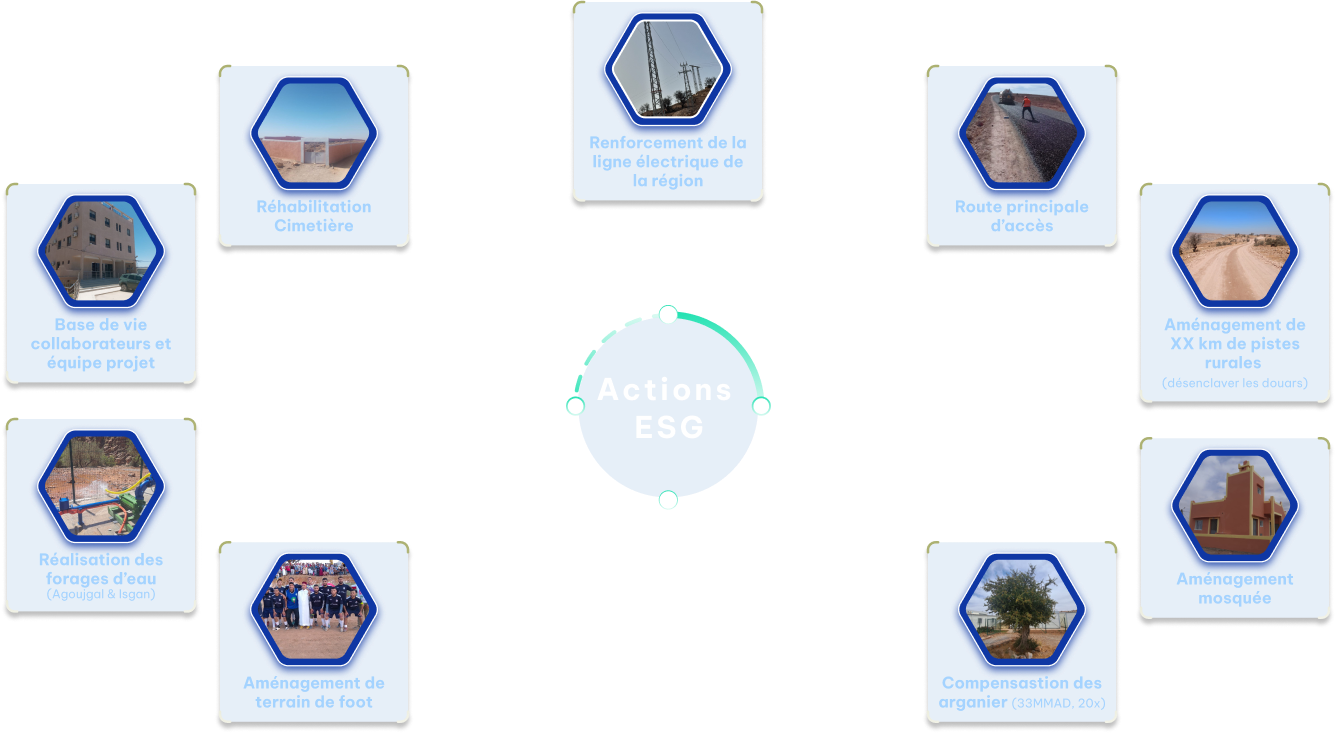 Renforcement de la
ligne électrique de
la région
Réhabilitation
Cimetière
Route principale
d'accès
Base de vie
collaborateurs et
équipe projet
Aménagement de
XX km de pistes
rurales
(désenclaver les douars)
Actions
ESG
Réalisation des
forages d'eau
(Agoujgal & Isgan)
Aménagement
mosquée
Aménagement de
terrain de foot
Compensastion des
arganier (33MMAD, 20x)